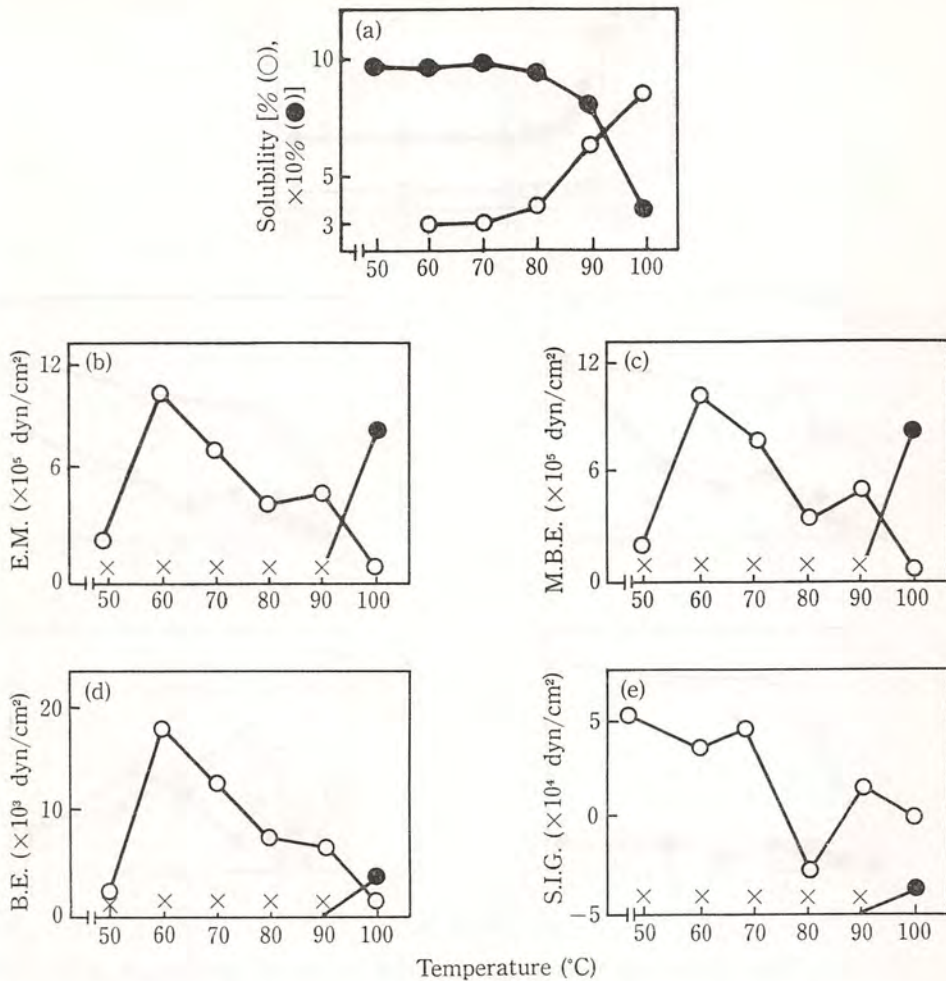 (a)
Solubility [% (○),
×10% (●)]
10
5
3
50 60 70 80 90 100
(b)
E.M. (×10⁵ dyn/cm²)
12
6
0
50 60 70 80 90 100
(c)
M.B.E. (×10⁵ dyn/cm²)
12
6
0
50 60 70 80 90 100
(d)
B.E. (×10³ dyn/cm²)
20
10
0
50 60 70 80 90 100
(e)
S.I.G. (×10⁴ dyn/cm²)
5
0
−5
50 60 70 80 90 100
Temperature (°C)